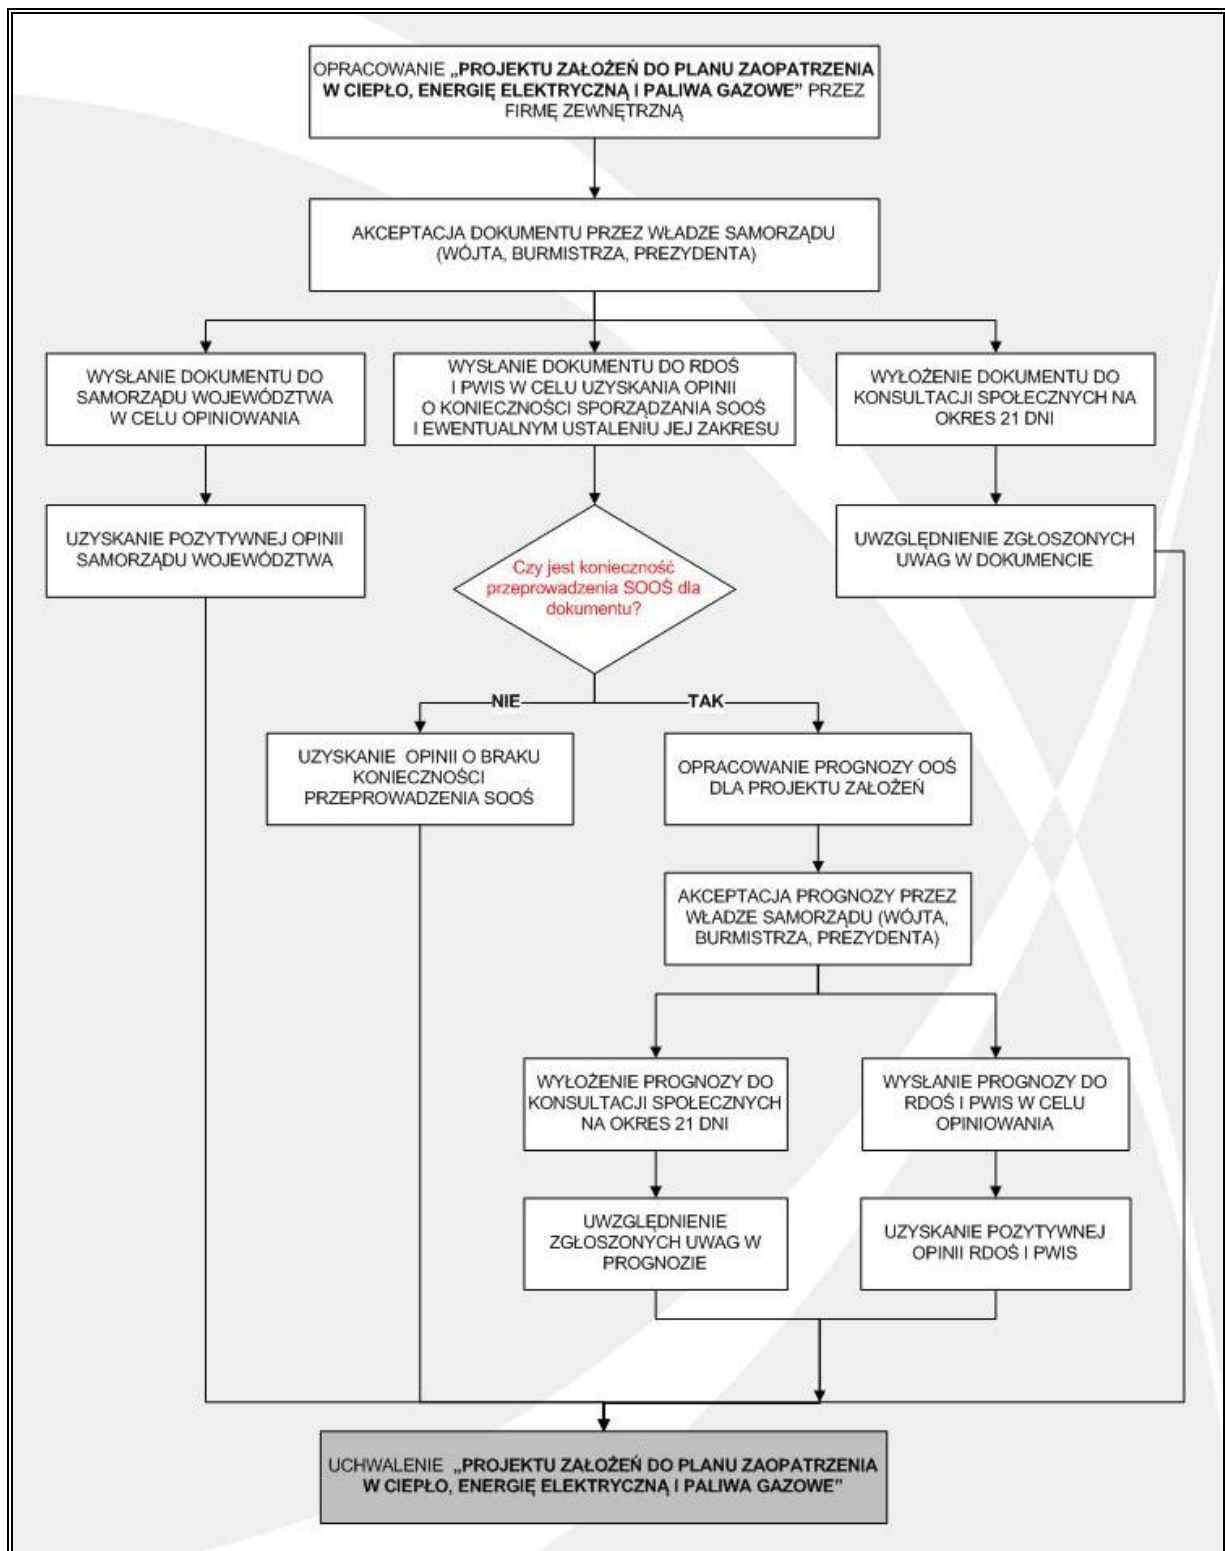 OPRACOWANIE „PROJEKTU ZAŁOŻEŃ DO PLANU ZAOPATRZENIA
W CIEPŁO, ENERGIĘ ELEKTRYCZNĄ I PALIWA GAZOWE” PRZEZ
FIRMĘ ZEWNĘTRZNĄ
AKCEPTACJA DOKUMENTU PRZEZ WŁADZE SAMORZĄDU
(WÓJTA, BURMISTRZA, PREZYDENTA)
WYSŁANIE DOKUMENTU DO
SAMORZĄDU WOJEWÓDZTWA
W CELU OPINIOWANIA
WYSŁANIE DOKUMENTU DO RDOŚ
I PWIS W CELU UZYSKANIA OPINII
O KONIECZNOŚCI SPORZĄDZANIA SOOŚ
I EWENTUALNYM USTALENIU JEJ ZAKRESU
WYŁOŻENIE DOKUMENTU DO
KONSULTACJI SPOŁECZNYCH NA
OKRES 21 DNI
UZYSKANIE POZYTYWNEJ OPINII
SAMORZĄDU WOJEWÓDZTWA
Czy jest konieczność
przeprowadzenia SOOŚ dla
dokumentu?
UWZGLĘDNIENIE ZGŁOSZONYCH
UWAG W DOKUMENCIE
NIE
TAK
UZYSKANIE OPINII O BRAKU
KONIECZNOŚCI
PRZEPROWADZENIA SOOŚ
OPRACOWANIE PROGNOZY OOŚ
DLA PROJEKTU ZAŁOŻEŃ
AKCEPTACJA PROGNOZY PRZEZ
WŁADZE SAMORZĄDU (WÓJTA,
BURMISTRZA, PREZYDENTA)
WYŁOŻENIE PROGNOZY DO
KONSULTACJI SPOŁECZNYCH
NA OKRES 21 DNI
WYSŁANIE PROGNOZY DO
RDOŚ I PWIS W CELU
OPINIOWANIA
UWZGLĘDNIENIE
ZGŁOSZONYCH UWAG W
PROGNOZIE
UZYSKANIE POZYTYWNEJ
OPINII RDOŚ I PWIS
UCHWALENIE „PROJEKTU ZAŁOŻEŃ DO PLANU ZAOPATRZENIA
W CIEPŁO, ENERGIĘ ELEKTRYCZNĄ I PALIWA GAZOWE”